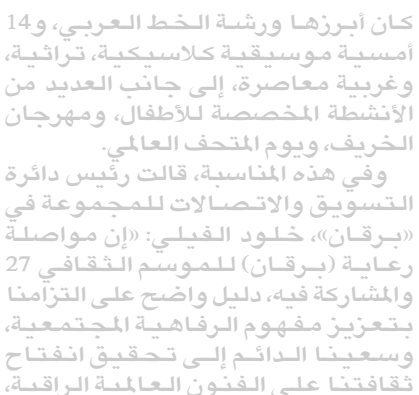 كان أبرزها ورشة الخط العربي، و14
أمسية موسيقية كلاسيكية، تراثية،
وغربية معاصرة، إلى جانب العديد من
الأنشطة المخصصة للأطفال، ومهرجان
الخريف، ويوم المتحف العالمي.
وفي هذه المناسبة، قالت رئيس دائرة
التسويق والاتصالات للمجموعة في
«برقان»، خلود الفيلي: «إن مواصلة
رعاية (برقان) للموسم الثقافي 27
والمشاركة فيه، دليل واضح على التزامنا
بتعزيز مفهوم الرفاهية المجتمعية،
وسعينا الدائم إلى تحقيق انفتاح
ثقافتنا على الفنون العالمية الراقية،